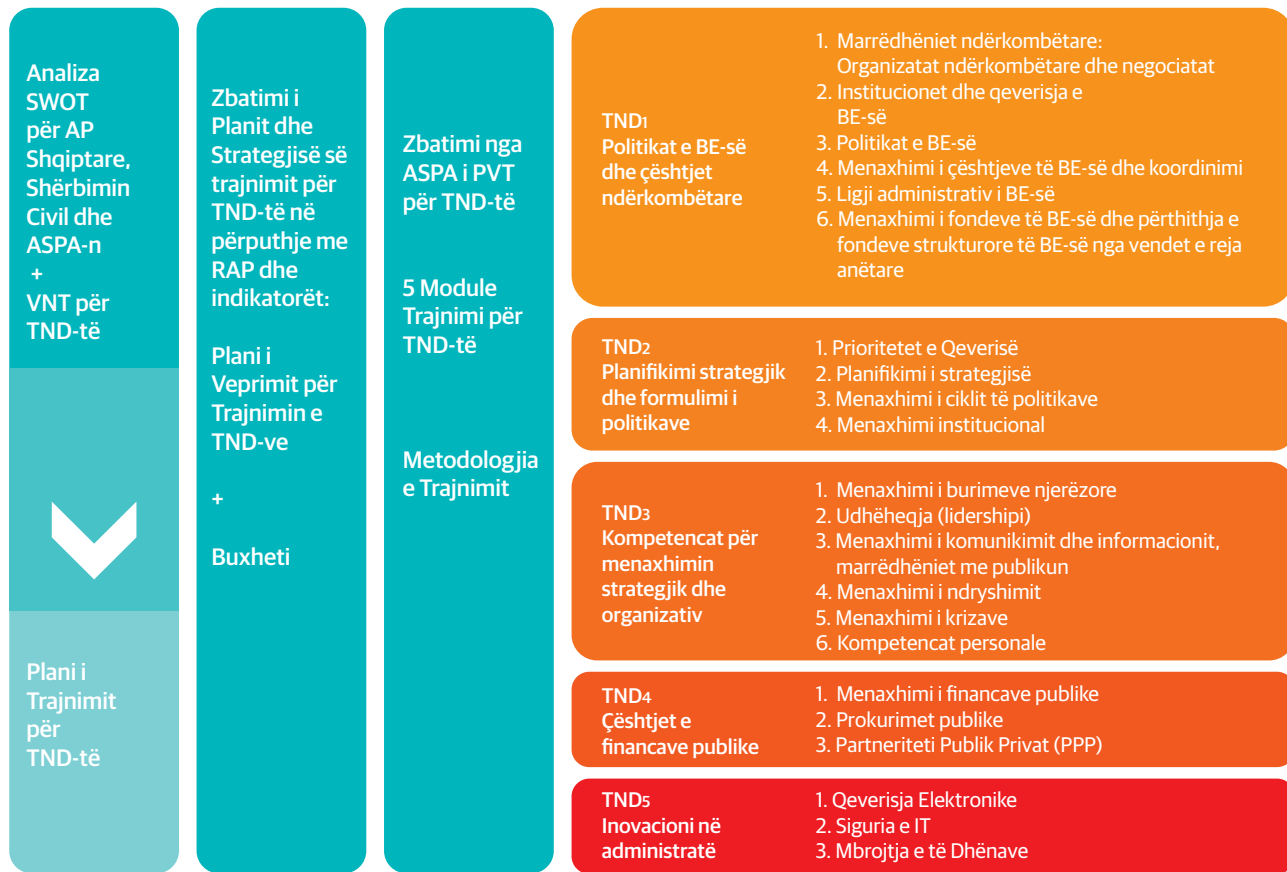 Analiza
SWOT
për AP
Shqiptare,
Shërbimin
Civil dhe
ASPA-n
+
VNT për
TND-të
Plani i
Trajnimit
për
TND-të
Zbatimi i
Planit dhe
Strategjisë së
trajnimit për
TND-të në
përputhje me
RAP dhe
indikatorët:
Plani i
Veprimit për
Trajnimin e
TND-ve
+
Buxheti
Zbatimi nga
ASPA i PVT
për TND-të
5 Module
Trajnimi për
TND-të
Metodologjia
e Trajnimit
TND1
Politikat e BE-së
dhe çështjet
ndërkombëtare
1. Marrëdhëniet ndërkombëtare:
Organizatat ndërkombëtare dhe negociatat
2. Institucionet dhe qeverisja e
BE-së
3. Politikat e BE-së
4. Menaxhimi i çështjeve të BE-së dhe koordinimi
5. Ligji administrativ i BE-së
6. Menaxhimi i fondeve të BE-së dhe përthithja e
fondeve strukturore të BE-së nga vendet e reja
anëtare
TND2
Planifikimi strategjik
dhe formulimi i
politikave
1. Prioritetet e Qeverisë
2. Planifikimi i strategjisë
3. Menaxhimi i ciklit të politikave
4. Menaxhimi institucional
TND3
Kompetencat për
menaxhimin
strategjik dhe
organizativ
1. Menaxhimi i burimeve njerëzore
2. Udhëheqja (lidershipi)
3. Menaxhimi i komunikimit dhe informacionit,
marrëdhëniet me publikun
4. Menaxhimi i ndryshimit
5. Menaxhimi i krizave
6. Kompetencat personale
TND4
Çështjet e
financave publike
1. Menaxhimi i financave publike
2. Prokurimet publike
3. Partneriteti Publik Privat (PPP)
TND5
Inovacioni në
administratë
1. Qeverisja Elektronike
2. Siguria e IT
3. Mbrojtja e të Dhënave